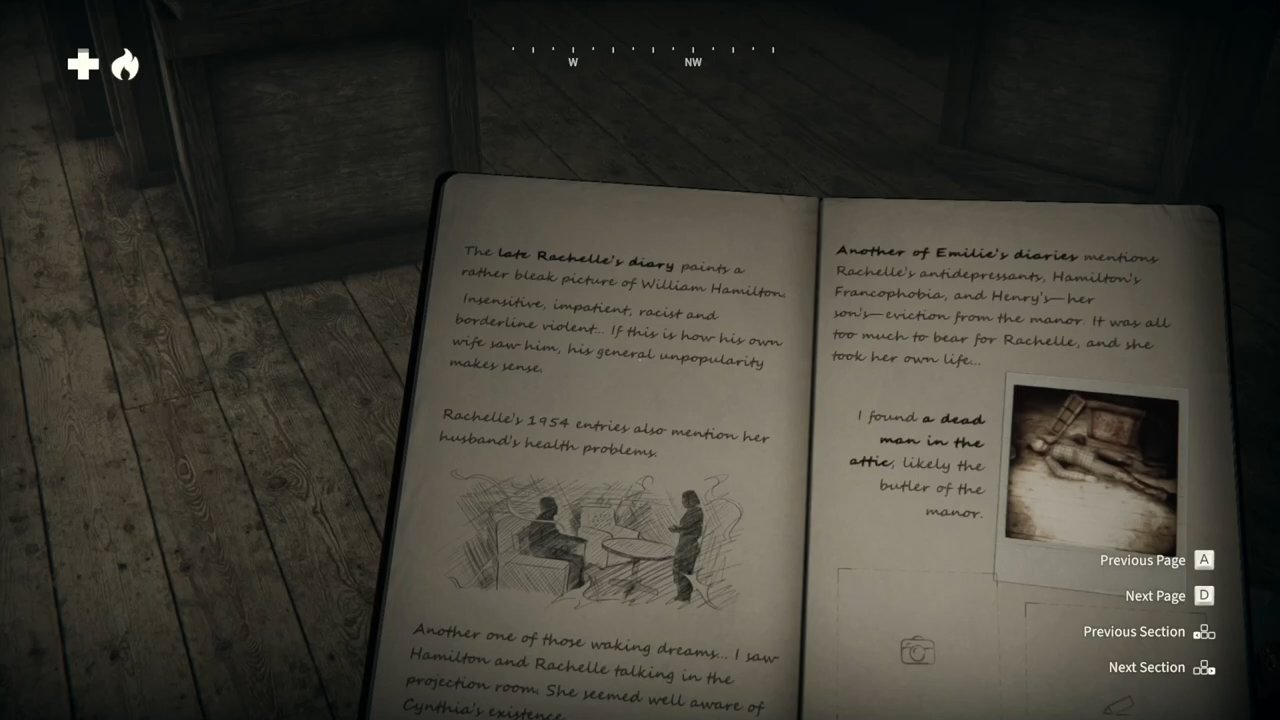 W
NW
The late Rachelle's diary paints a
rather bleak picture of William Hamilton.
Insensitive, impatient, racist and
borderline violent... If this is how his own
wife saw him, his general unpopularity
makes sense.
Rachelle's 1954 entries also mention her
husband's health problems.
Another one of those waking dreams... I saw
Hamilton and Rachelle talking in the
projection room. She seemed well aware of
Cynthia's existence.
Another of Emilie's diaries mentions
Rachelle's antidepressants, Hamilton's
Francophobia, and Henry's—her
son's—eviction from the manor. It was all
too much to bear for Rachelle, and she
took her own life...
I found a dead
man in the
attic, likely the
butler of the
manor.
Previous Page A
Next Page D
Previous Section
Next Section